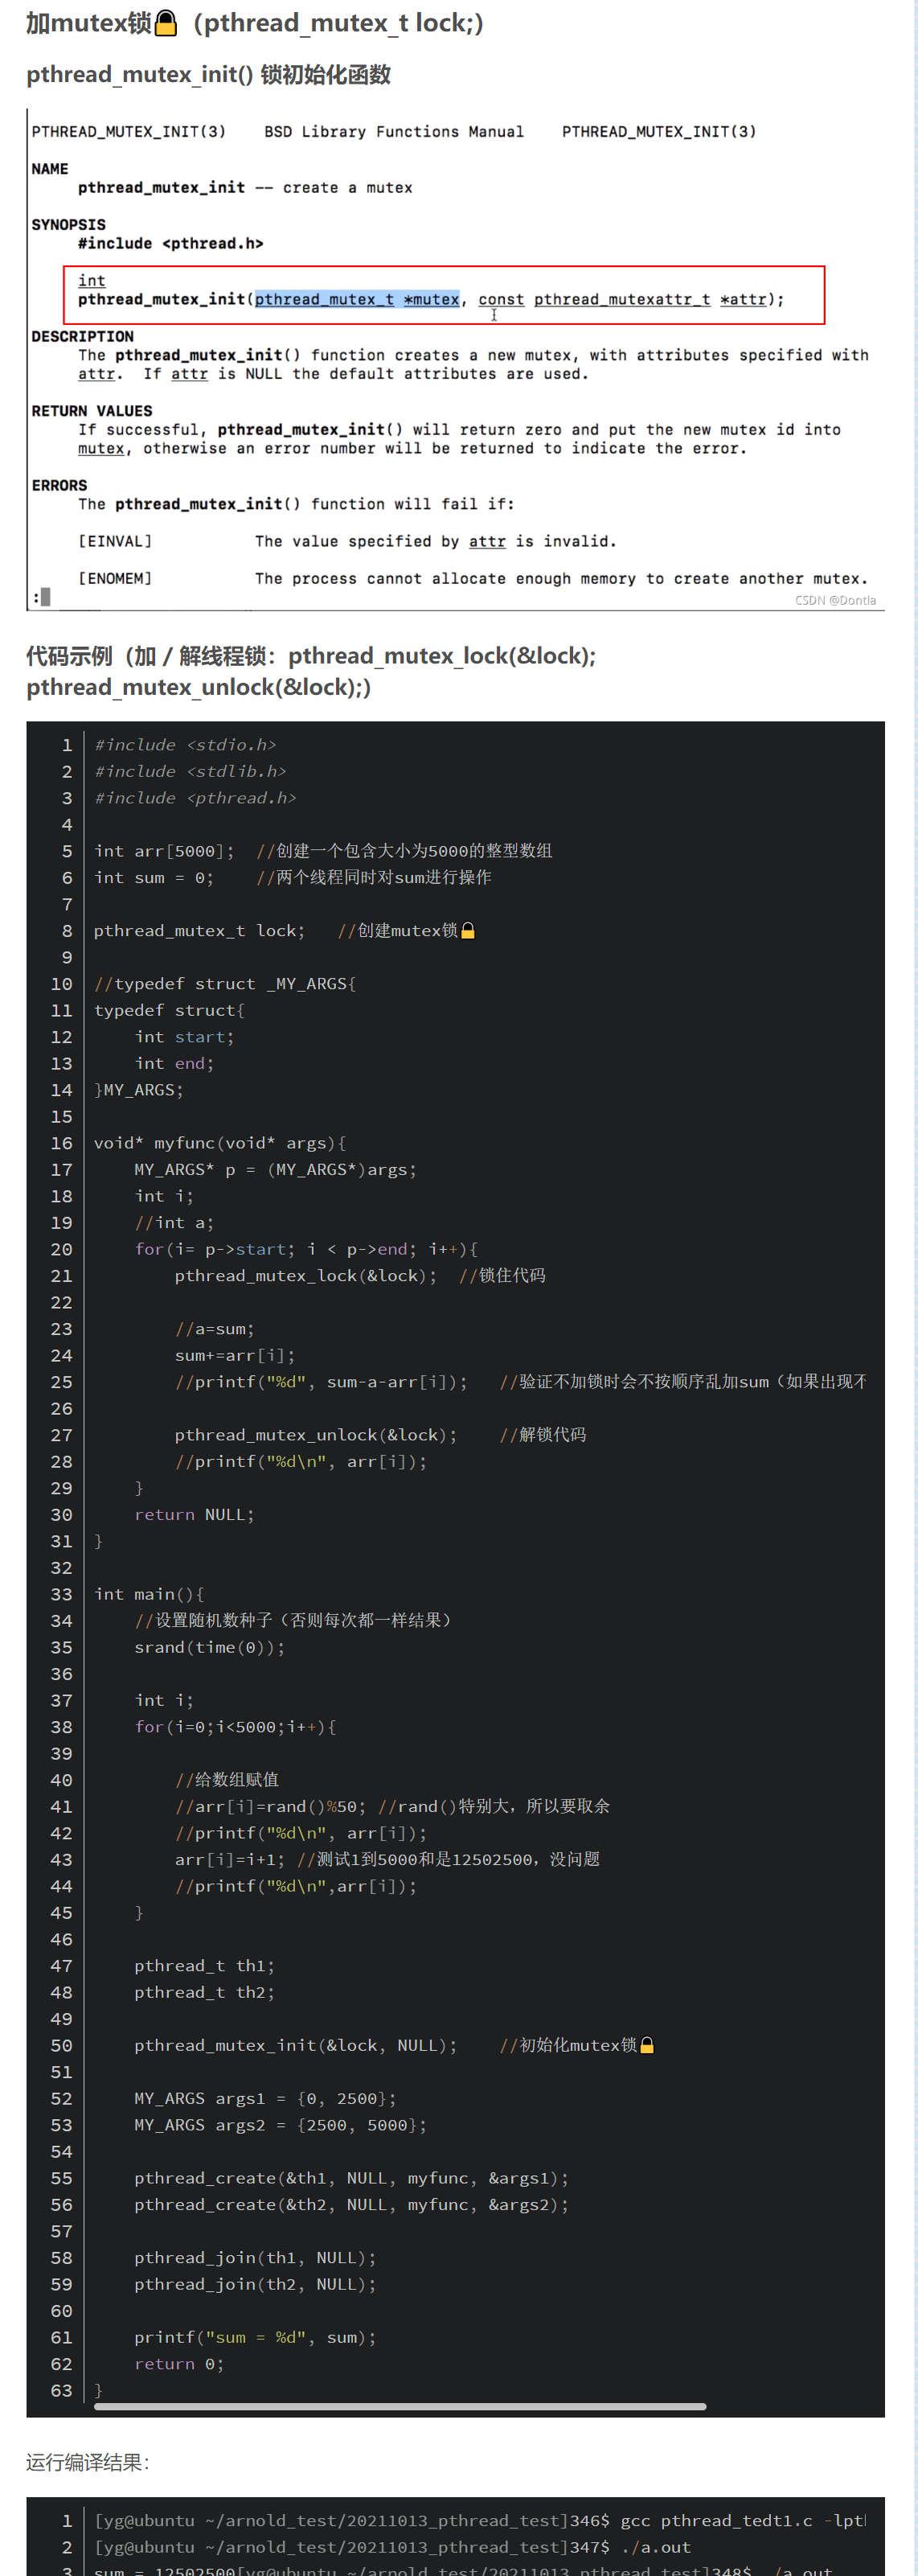 加mutex锁🔒（pthread_mutex_t lock;）
pthread_mutex_init() 锁初始化函数
PTHREAD_MUTEX_INIT(3) BSD Library Functions Manual PTHREAD_MUTEX_INIT(3)
NAME
pthread_mutex_init -- create a mutex
SYNOPSIS
#include <pthread.h>
int
pthread_mutex_init(pthread_mutex_t *mutex, const pthread_mutexattr_t *attr);
DESCRIPTION
The pthread_mutex_init() function creates a new mutex, with attributes specified with
attr. If attr is NULL the default attributes are used.
RETURN VALUES
If successful, pthread_mutex_init() will return zero and put the new mutex id into
mutex, otherwise an error number will be returned to indicate the error.
ERRORS
The pthread_mutex_init() function will fail if:
[EINVAL] The value specified by attr is invalid.
[ENOMEM] The process cannot allocate enough memory to create another mutex.
:
CSDN @Dontla
代码示例（加 / 解线程锁：pthread_mutex_lock(&lock);
pthread_mutex_unlock(&lock);)
1 #include <stdio.h>
2 #include <stdlib.h>
3 #include <pthread.h>
4
5 int arr[5000]; //创建一个包含大小为5000的整型数组
6 int sum = 0; //两个线程同时对sum进行操作
7
8 pthread_mutex_t lock; //创建mutex锁🔒
9
10 //typedef struct _MY_ARGS{
11 typedef struct{
12 int start;
13 int end;
14 }MY_ARGS;
15
16 void* myfunc(void* args){
17 MY_ARGS* p = (MY_ARGS*)args;
18 int i;
19 //int a;
20 for(i= p->start; i < p->end; i++){
21 pthread_mutex_lock(&lock); //锁住代码
22
23 //a=sum;
24 sum+=arr[i];
25 //printf("%d", sum-a-arr[i]); //验证不加锁时会不按顺序乱加sum（如果出现不
26
27 pthread_mutex_unlock(&lock); //解锁代码
28 //printf("%d\n", arr[i]);
29 }
30 return NULL;
31 }
32
33 int main(){
34 //设置随机数种子（否则每次都一样结果）
35 srand(time(0));
36
37 int i;
38 for(i=0;i<5000;i++){
39
40 //给数组赋值
41 //arr[i]=rand()%50; //rand()特别大，所以要取余
42 //printf("%d\n", arr[i]);
43 arr[i]=i+1; //测试1到5000和是12502500，没问题
44 //printf("%d\n",arr[i]);
45 }
46
47 pthread_t th1;
48 pthread_t th2;
49
50 pthread_mutex_init(&lock, NULL); //初始化mutex锁🔒
51
52 MY_ARGS args1 = {0, 2500};
53 MY_ARGS args2 = {2500, 5000};
54
55 pthread_create(&th1, NULL, myfunc, &args1);
56 pthread_create(&th2, NULL, myfunc, &args2);
57
58 pthread_join(th1, NULL);
59 pthread_join(th2, NULL);
60
61 printf("sum = %d", sum);
62 return 0;
63 }
运行编译结果：
1 [yg@ubuntu ~/arnold_test/20211013_pthread_test]346$ gcc pthread_tedt1.c -lpth
2 [yg@ubuntu ~/arnold_test/20211013_pthread_test]347$ ./a.out
3 sum = 12502500[yg@ubuntu ~/arnold_test/20211013_pthread_test]348$ ./a.out